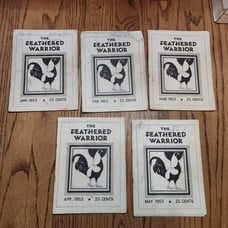 THE
FEATHERED
WARRIOR
JAN. 1953 ★ 25 CENTS
THE
FEATHERED
WARRIOR
FEB. 1953 ★ 25 CENTS
THE
FEATHERED
WARRIOR
MAR. 1953 ★ 25 CENTS
THE
FEATHERED
WARRIOR
APR. 1953 ★ 25 CENTS
THE
FEATHERED
WARRIOR
MAY 1953 ★ 25 CENTS